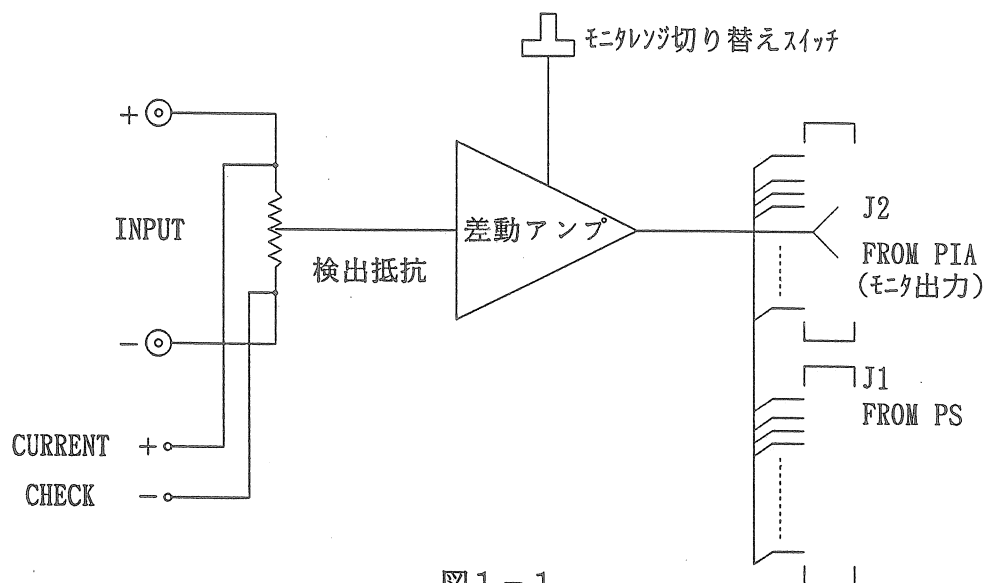 モニタレンジ切り替えスイッチ
+
INPUT
差動アンプ
検出抵抗
J2
FROM PIA
(モニタ出力)
−
J1
FROM PS
CURRENT +
CHECK −
図1−1